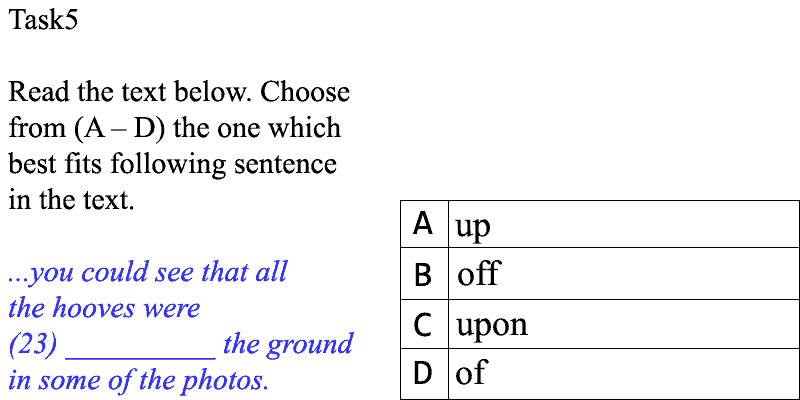 Task5
Read the text below. Choose
from (A – D) the one which
best fits following sentence
in the text.
...you could see that all
the hooves were
(23) __________ the ground
in some of the photos.
A up
B off
C upon
D of